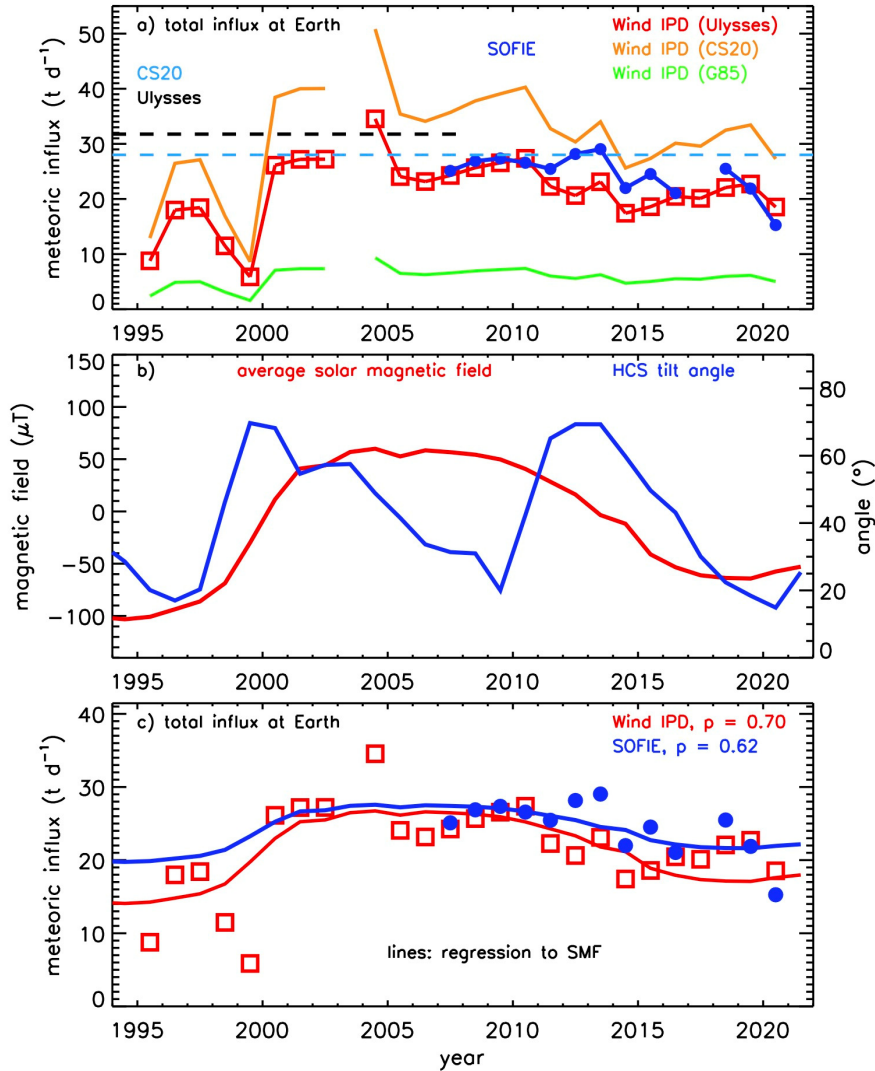 a) total influx at Earth
Wind IPD (Ulysses)
Wind IPD (CS20)
Wind IPD (G85)
SOFIE
CS20
Ulysses
meteoric influx (t d⁻¹)
50
40
30
20
10
0
1995 2000 2005 2010 2015 2020
b)
average solar magnetic field
HCS tilt angle
magnetic field (μT)
150
100
50
0
−50
−100
angle (°)
80
60
40
20
0
1995 2000 2005 2010 2015 2020
c) total influx at Earth
Wind IPD, p = 0.70
SOFIE, p = 0.62
meteoric influx (t d⁻¹)
40
30
20
10
0
lines: regression to SMF
1995 2000 2005 2010 2015 2020
year